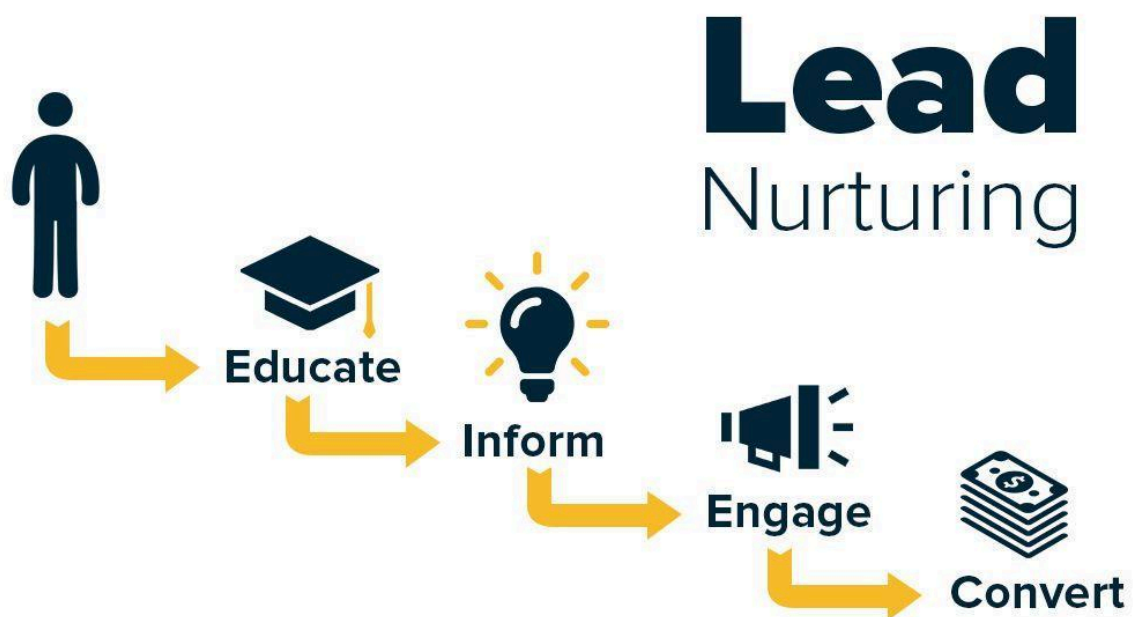 Lead
Nurturing
Educate
Inform
Engage
$
Convert